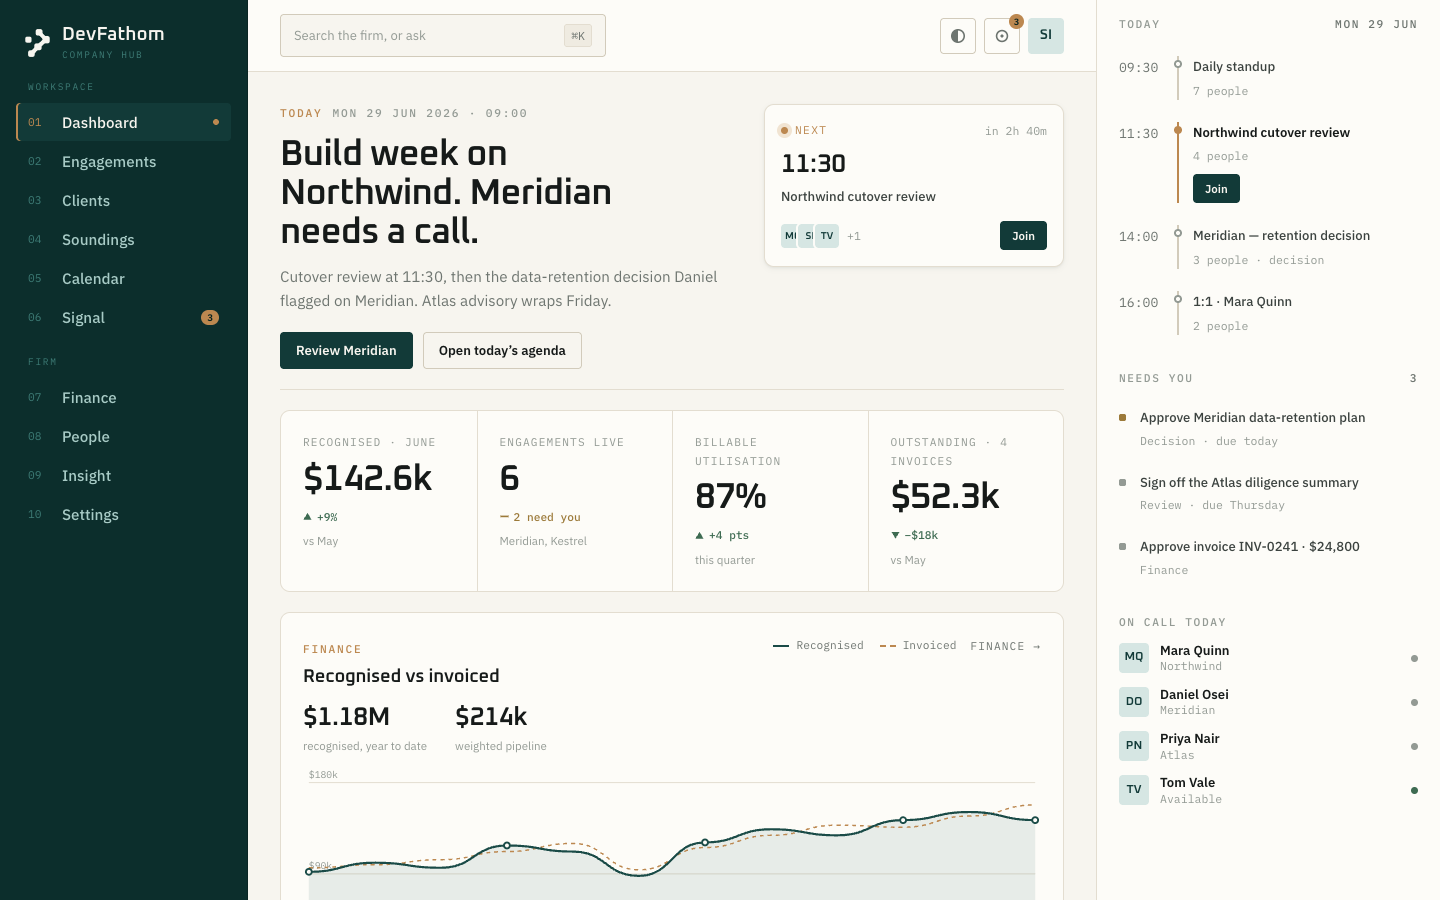 DevFathom
COMPANY HUB
WORKSPACE
01 Dashboard
02 Engagements
03 Clients
04 Soundings
05 Calendar
06 Signal 3
FIRM
07 Finance
08 People
09 Insight
10 Settings
Search the firm, or ask ⌘K
3
SI
TODAY MON 29 JUN 2026 · 09:00
Build week on
Northwind. Meridian
needs a call.
Cutover review at 11:30, then the data-retention decision Daniel
flagged on Meridian. Atlas advisory wraps Friday.
Review Meridian
Open today’s agenda
NEXT in 2h 40m
11:30
Northwind cutover review
TV +1
Join
RECOGNISED · JUNE
$142.6k
▲ +9%
vs May
ENGAGEMENTS LIVE
6
— 2 need you
Meridian, Kestrel
BILLABLE
UTILISATION
87%
▲ +4 pts
this quarter
OUTSTANDING · 4
INVOICES
$52.3k
▼ −$18k
vs May
FINANCE
Recognised vs invoiced
Recognised Invoiced FINANCE →
$1.18M
recognised, year to date
$214k
weighted pipeline
$180k
$90k
TODAY MON 29 JUN
09:30 Daily standup
7 people
11:30 Northwind cutover review
4 people
Join
14:00 Meridian — retention decision
3 people · decision
16:00 1:1 · Mara Quinn
2 people
NEEDS YOU 3
Approve Meridian data-retention plan
Decision · due today
Sign off the Atlas diligence summary
Review · due Thursday
Approve invoice INV-0241 · $24,800
Finance
ON CALL TODAY
MQ Mara Quinn
Northwind
DO Daniel Osei
Meridian
PN Priya Nair
Atlas
TV Tom Vale
Available